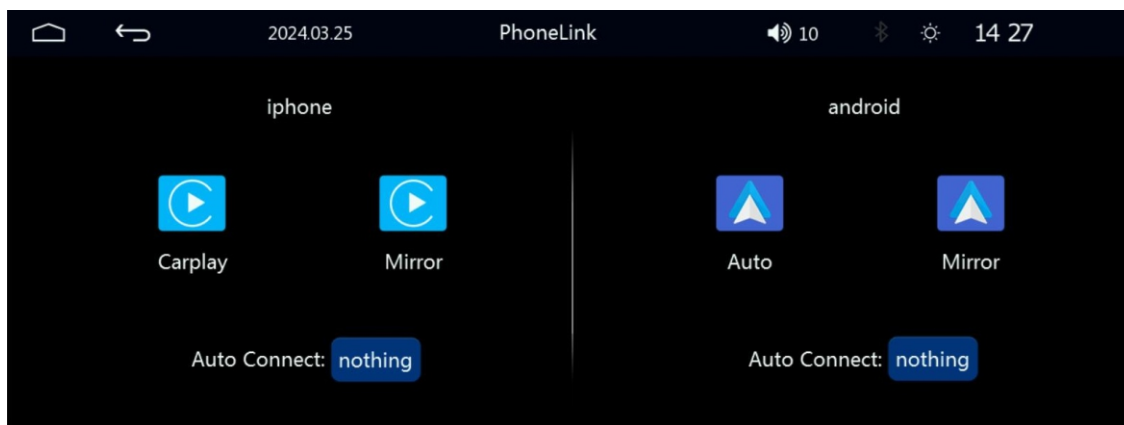 2024.03.25 PhoneLink 10 14 27
iphone android
Carplay Mirror Auto Mirror
Auto Connect: nothing Auto Connect: nothing